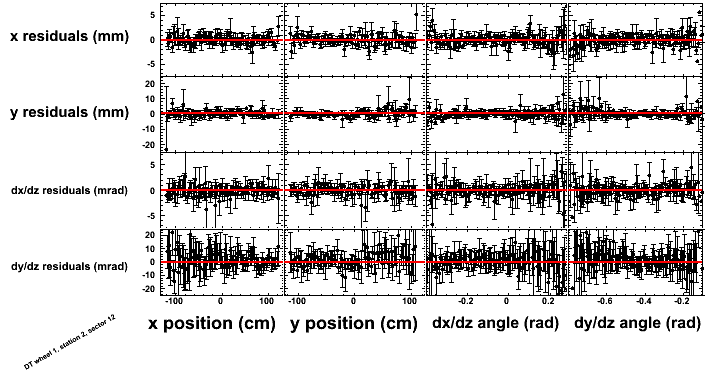 x residuals (mm)
5
0
-5
y residuals (mm)
20
10
0
-10
-20
dx/dz residuals (mrad)
5
0
-5
dy/dz residuals (mrad)
20
10
0
-10
-20
-100 0 100 -100 0 100 -0.2 0 0.2 -0.6 -0.4 -0.2
x position (cm) y position (cm) dx/dz angle (rad) dy/dz angle (rad)
DT wheel 1, station 2, sector 12